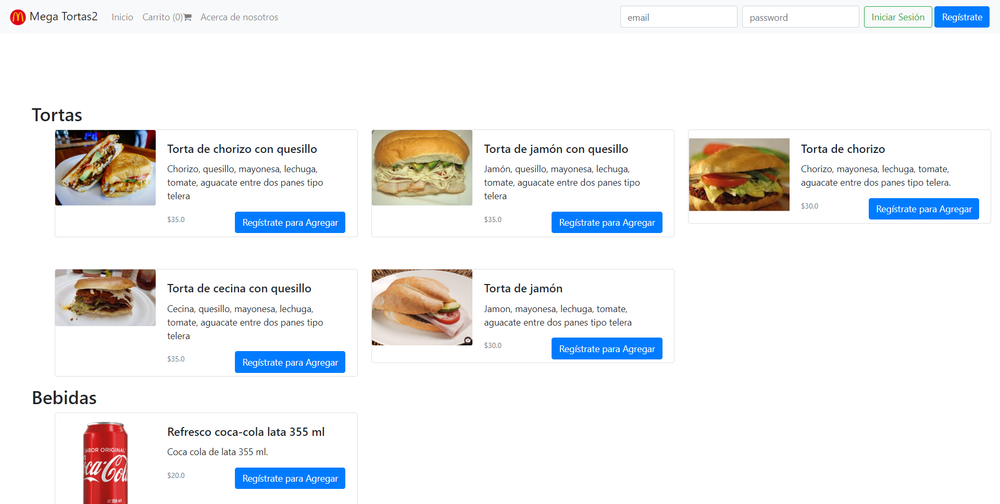 Mega Tortas2
Inicio
Carrito (0)
Acerca de nosotros
email
password
Iniciar Sesión
Regístrate
Tortas
Torta de chorizo con quesillo
Chorizo, quesillo, mayonesa, lechuga,
tomate, aguacate entre dos panes tipo
telera
$35.0
Regístrate para Agregar
Torta de jamón con quesillo
Jamón, quesillo, mayonesa, lechuga,
tomate, aguacate entre dos panes tipo
telera
$35.0
Regístrate para Agregar
Torta de chorizo
Chorizo, mayonesa, lechuga, tomate,
aguacate entre dos panes tipo telera.
$30.0
Regístrate para Agregar
Torta de cecina con quesillo
Cecina, quesillo, mayonesa, lechuga,
tomate, aguacate entre dos panes tipo
telera
$35.0
Regístrate para Agregar
Torta de jamón
Jamon, mayonesa, lechuga, tomate,
aguacate entre dos panes tipo telera
$30.0
Regístrate para Agregar
Bebidas
SABOR ORIGINAL
Coca-Cola
355 ml
Refresco coca-cola lata 355 ml
Coca cola de lata 355 ml.
$20.0
Regístrate para Agregar